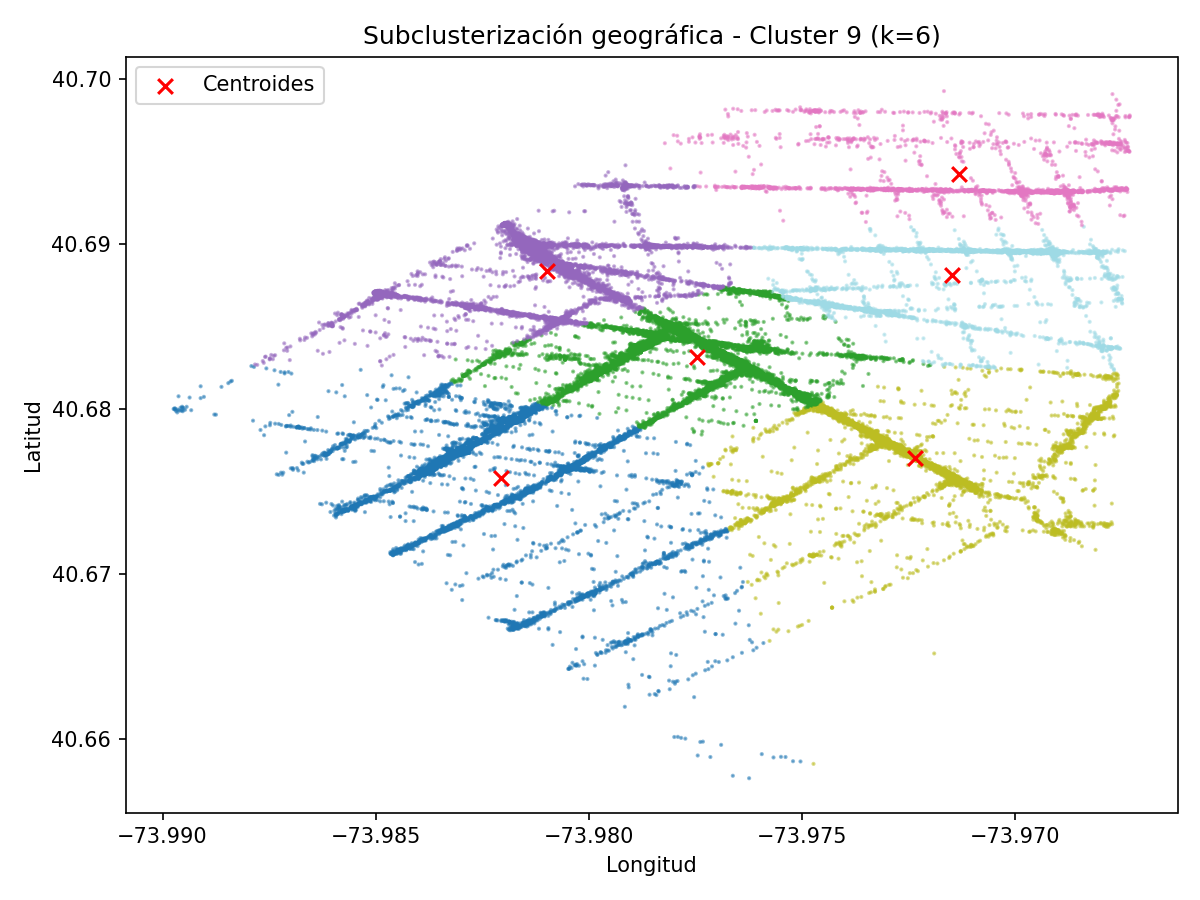 Subclusterización geográfica - Cluster 9 (k=6)
Centroides
40.70
40.69
40.68
40.67
40.66
Latitud
−73.990
−73.985
−73.980
−73.975
−73.970
Longitud